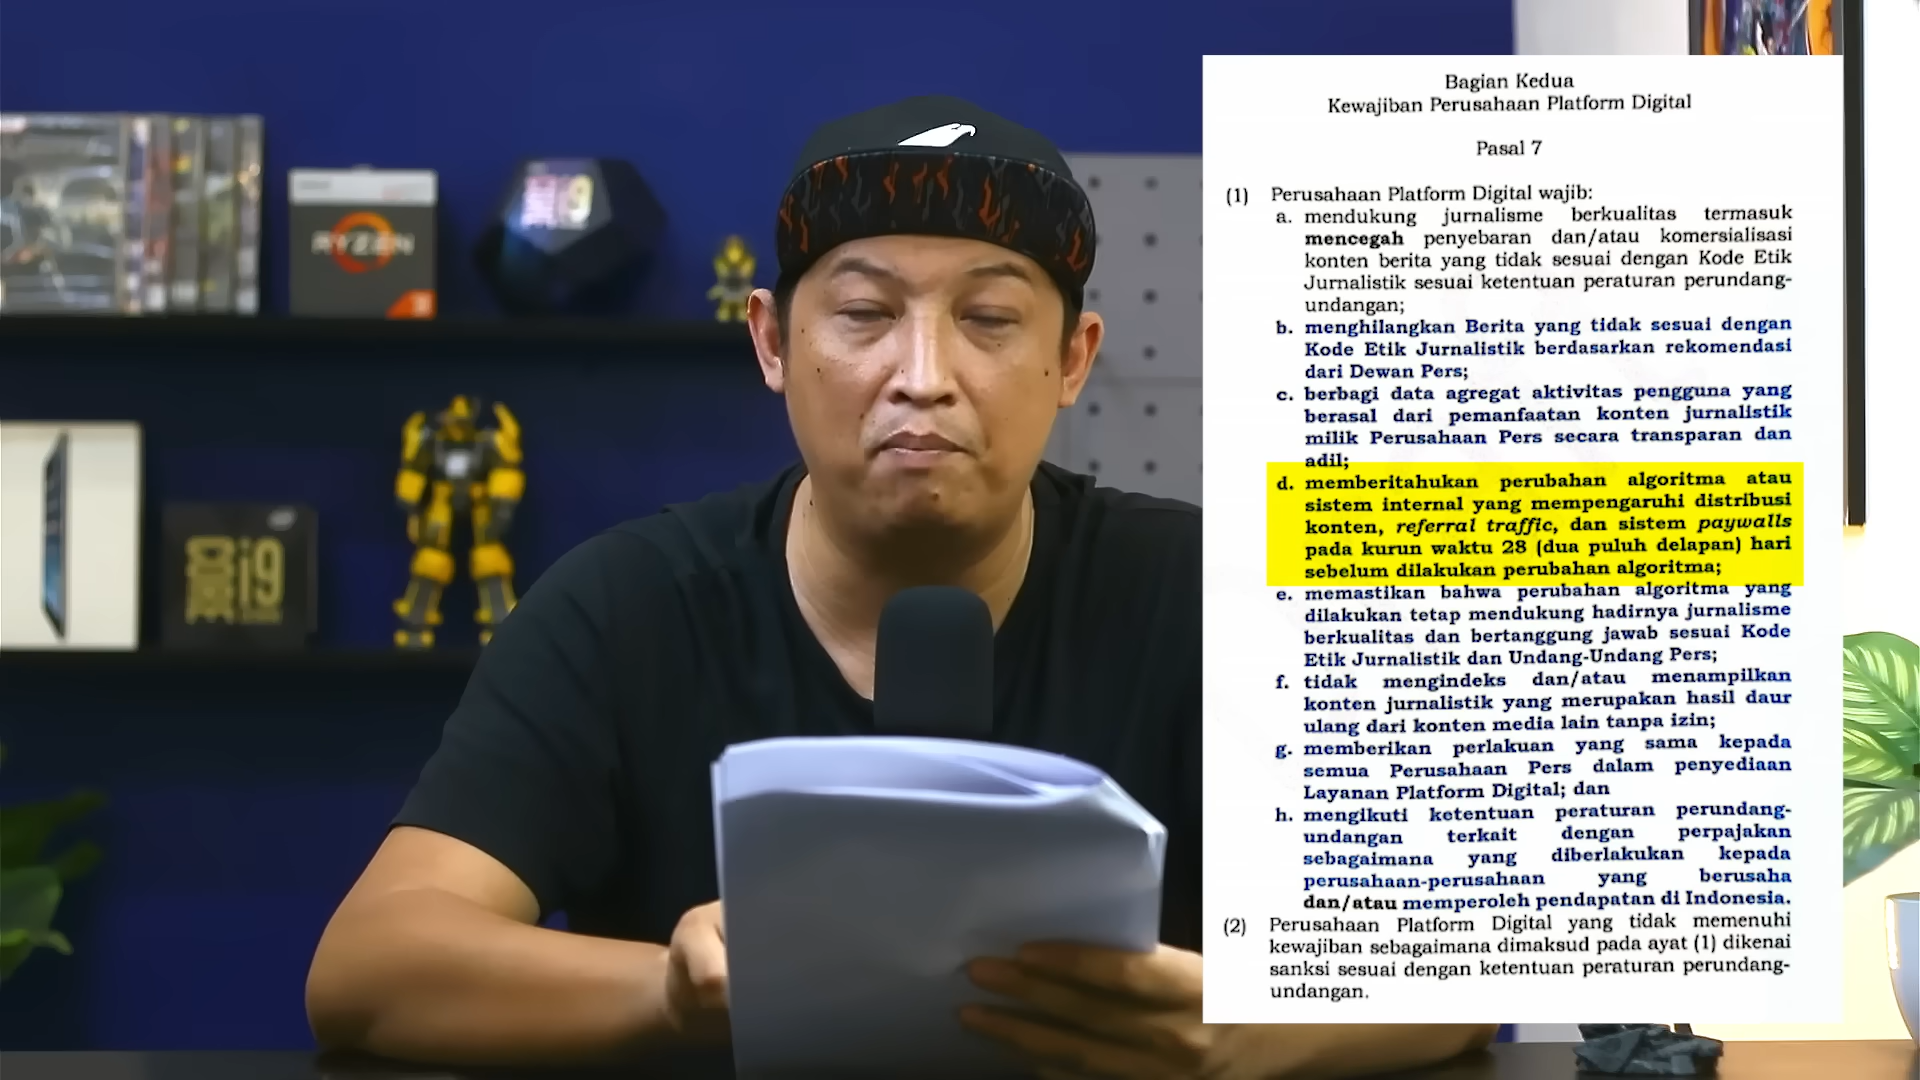 Bagian Kedua
Kewajiban Perusahaan Platform Digital
Pasal 7
(1) Perusahaan Platform Digital wajib:
a. mendukung jurnalisme berkualitas termasuk
mencegah penyebaran dan/atau komersialisasi
konten berita yang tidak sesuai dengan Kode Etik
Jurnalistik sesuai ketentuan peraturan perundang-
undangan;
b. menghilangkan Berita yang tidak sesuai dengan
Kode Etik Jurnalistik berdasarkan rekomendasi
dari Dewan Pers;
c. berbagi data agregat aktivitas pengguna yang
berasal dari pemanfaatan konten jurnalistik
milik Perusahaan Pers secara transparan dan
adil;
d. memberitahukan perubahan algoritma atau
sistem internal yang mempengaruhi distribusi
konten, referral traffic, dan sistem paywalls
pada kurun waktu 28 (dua puluh delapan) hari
sebelum dilakukan perubahan algoritma;
e. memastikan bahwa perubahan algoritma yang
dilakukan tetap mendukung hadirnya jurnalisme
berkualitas dan bertanggung jawab sesuai Kode
Etik Jurnalistik dan Undang-Undang Pers;
f. tidak mengindeks dan/atau menampilkan
konten jurnalistik yang merupakan hasil daur
ulang dari konten media lain tanpa izin;
g. memberikan perlakuan yang sama kepada
semua Perusahaan Pers dalam penyediaan
Layanan Platform Digital; dan
h. mengikuti ketentuan peraturan perundang-
undangan terkait dengan perpajakan
sebagaimana yang diberlakukan kepada
perusahaan-perusahaan yang berusaha
dan/atau memperoleh pendapatan di Indonesia.
(2) Perusahaan Platform Digital yang tidak memenuhi
kewajiban sebagaimana dimaksud pada ayat (1) dikenai
sanksi sesuai dengan ketentuan peraturan perundang-
undangan.
RYZEN
i9
i9